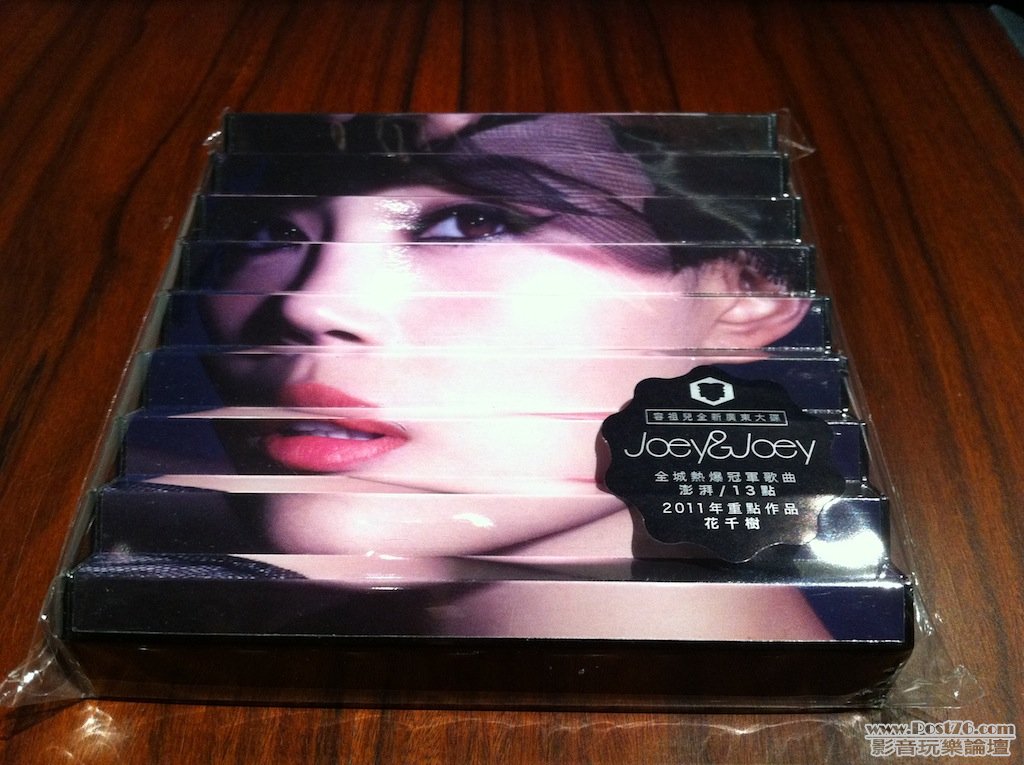 容祖兒全新廣東大碟
Joey&Joey
全城熱爆冠軍歌曲
澎湃/13點
2011年重點作品
花千樹
www.Post76.com
影音玩樂論壇